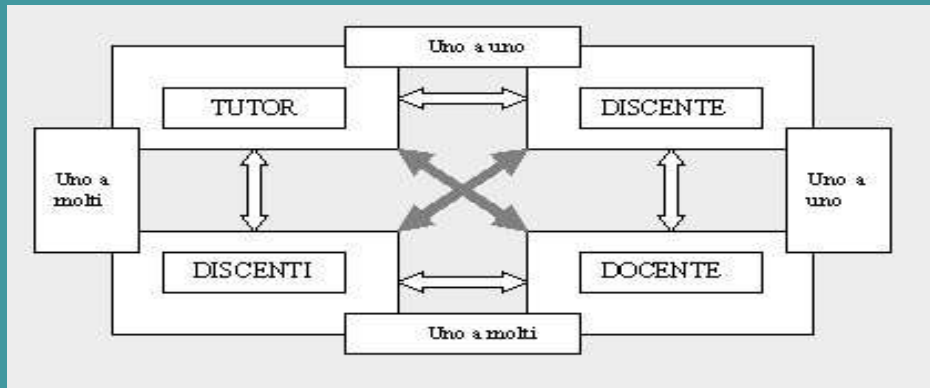 Uno a uno
TUTOR
DISCENTE
Uno a
molti
Uno a
uno
DISCENTI
DOCENTE
Uno a molti